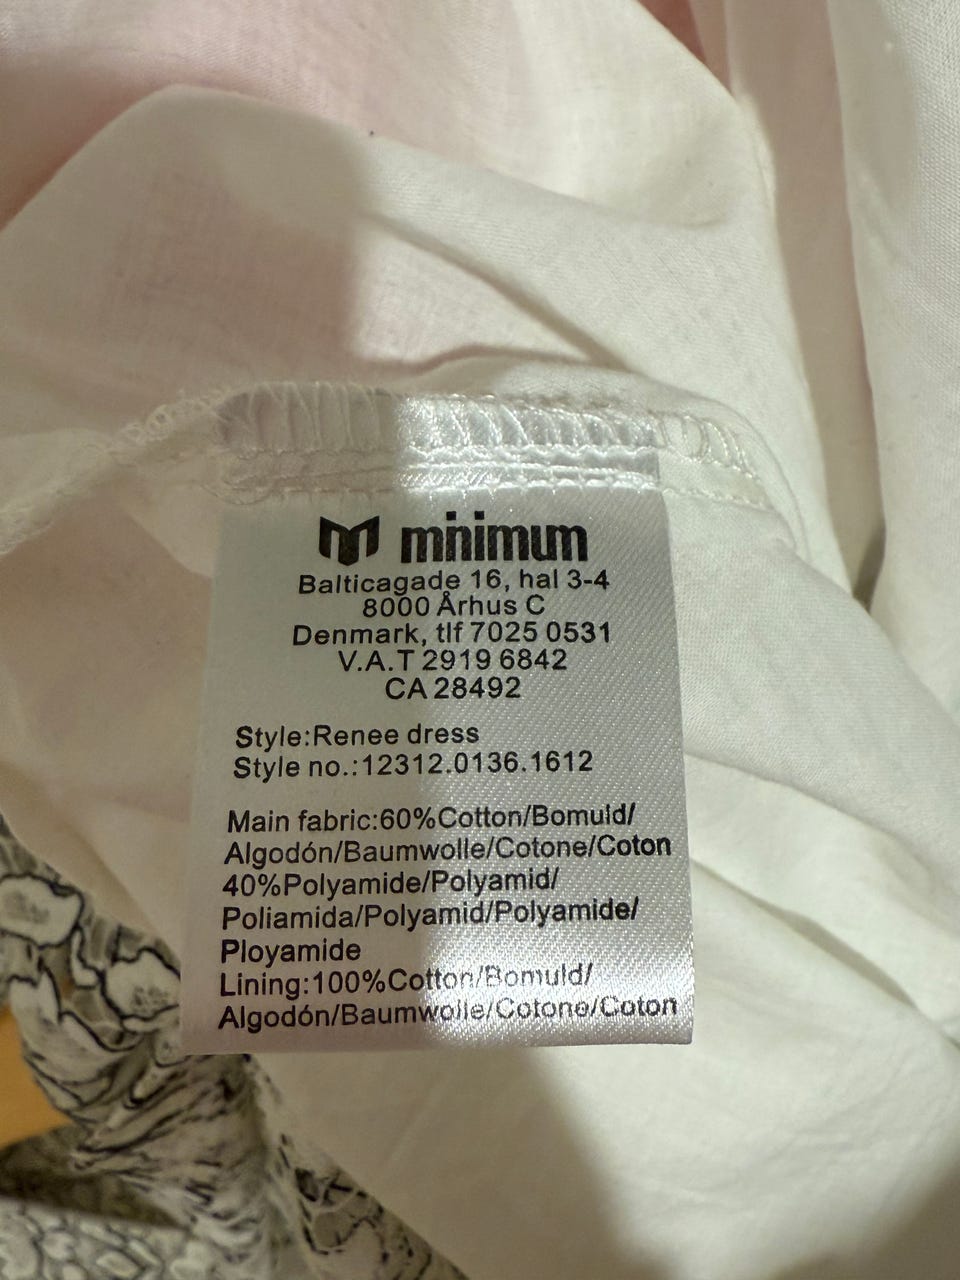 minimum
Balticagade 16, hal 3-4
8000 Århus C
Denmark, tlf 7025 0531
V.A.T 2919 6842
CA 28492
Style:Renee dress
Style no.:12312.0136.1612
Main fabric:60%Cotton/Bomuld/
Algodón/Baumwolle/Cotone/Coton
40%Polyamide/Polyamid/
Poliamida/Polyamid/Polyamide/
Ployamide
Lining:100%Cotton/Bomuld/
Algodón/Baumwolle/Cotone/Coton